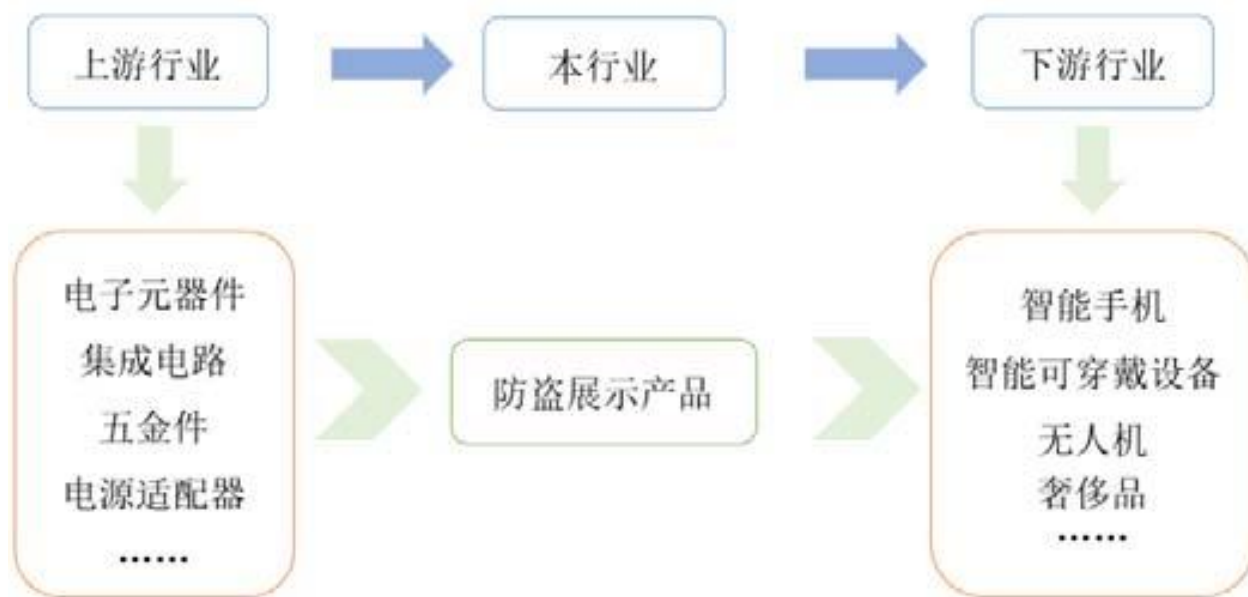 上游行业
本行业
下游行业
电子元器件
集成电路
五金件
电源适配器
……
防盗展示产品
智能手机
智能可穿戴设备
无人机
奢侈品
……